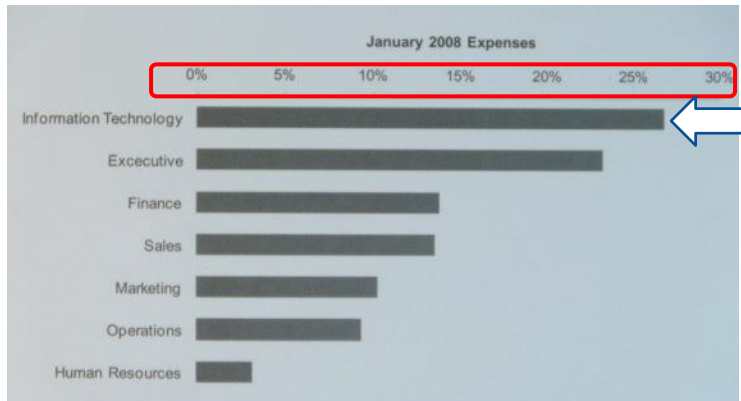 January 2008 Expenses
0% 5% 10% 15% 20% 25% 30%
Information Technology
Excecutive
Finance
Sales
Marketing
Operations
Human Resources